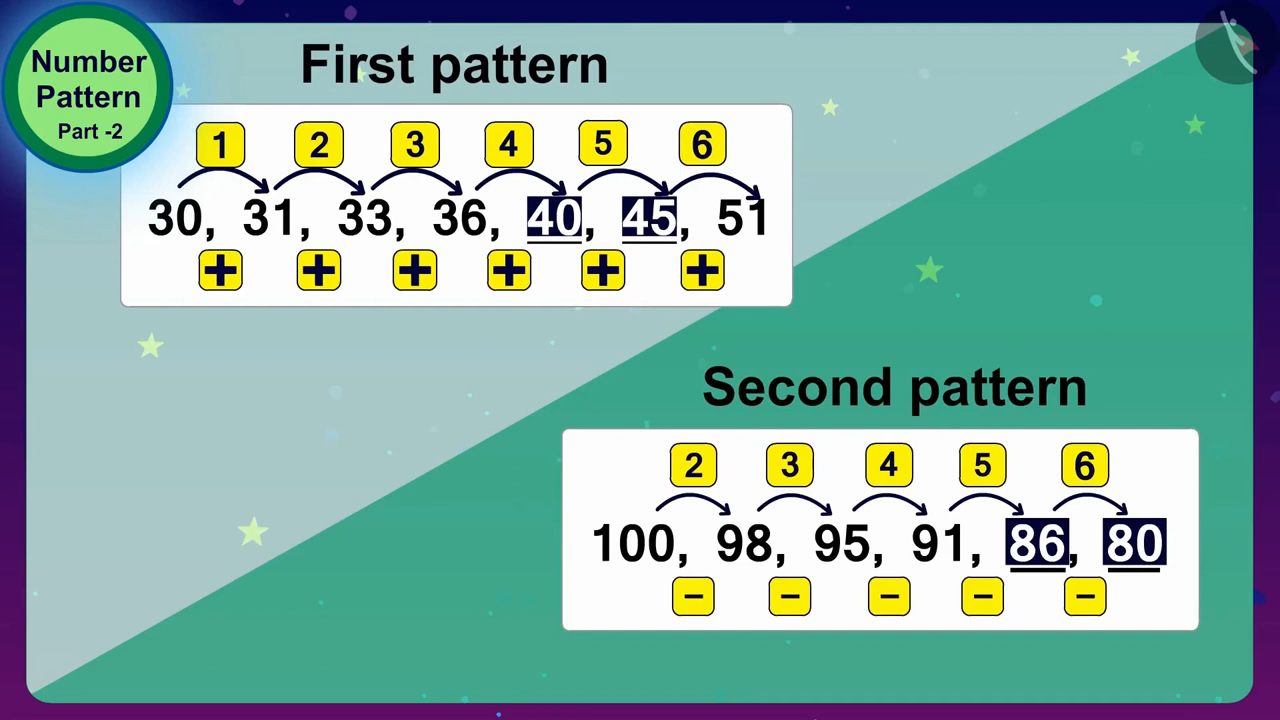 Number
Pattern
Part -2
First pattern
1 2 3 4 5 6
30, 31, 33, 36, 40, 45, 51
+ + + + + +
Second pattern
2 3 4 5 6
100, 98, 95, 91, 86, 80
− − − − −